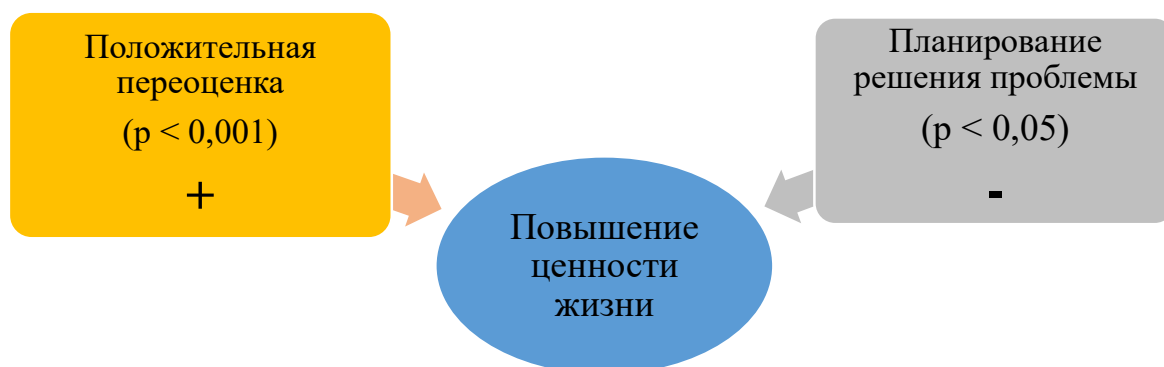 Положительная
переоценка
(p < 0,001)
+
Планирование
решения проблемы
(p < 0,05)
-
Повышение
ценности
жизни